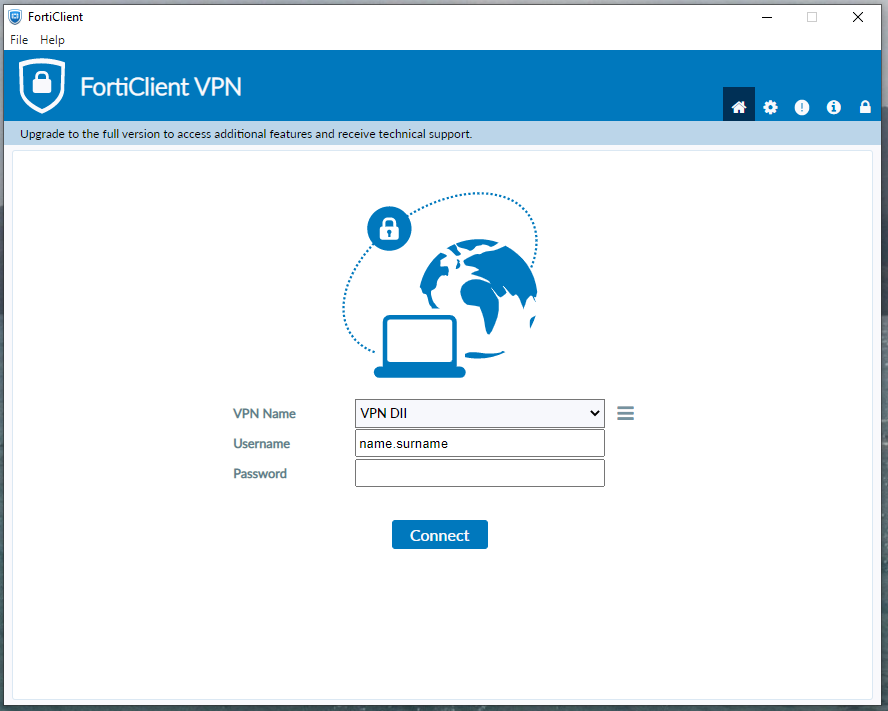 FortiClient
File Help
FortiClient VPN
Upgrade to the full version to access additional features and receive technical support.
VPN Name VPN DII
Username name.surname
Password
Connect